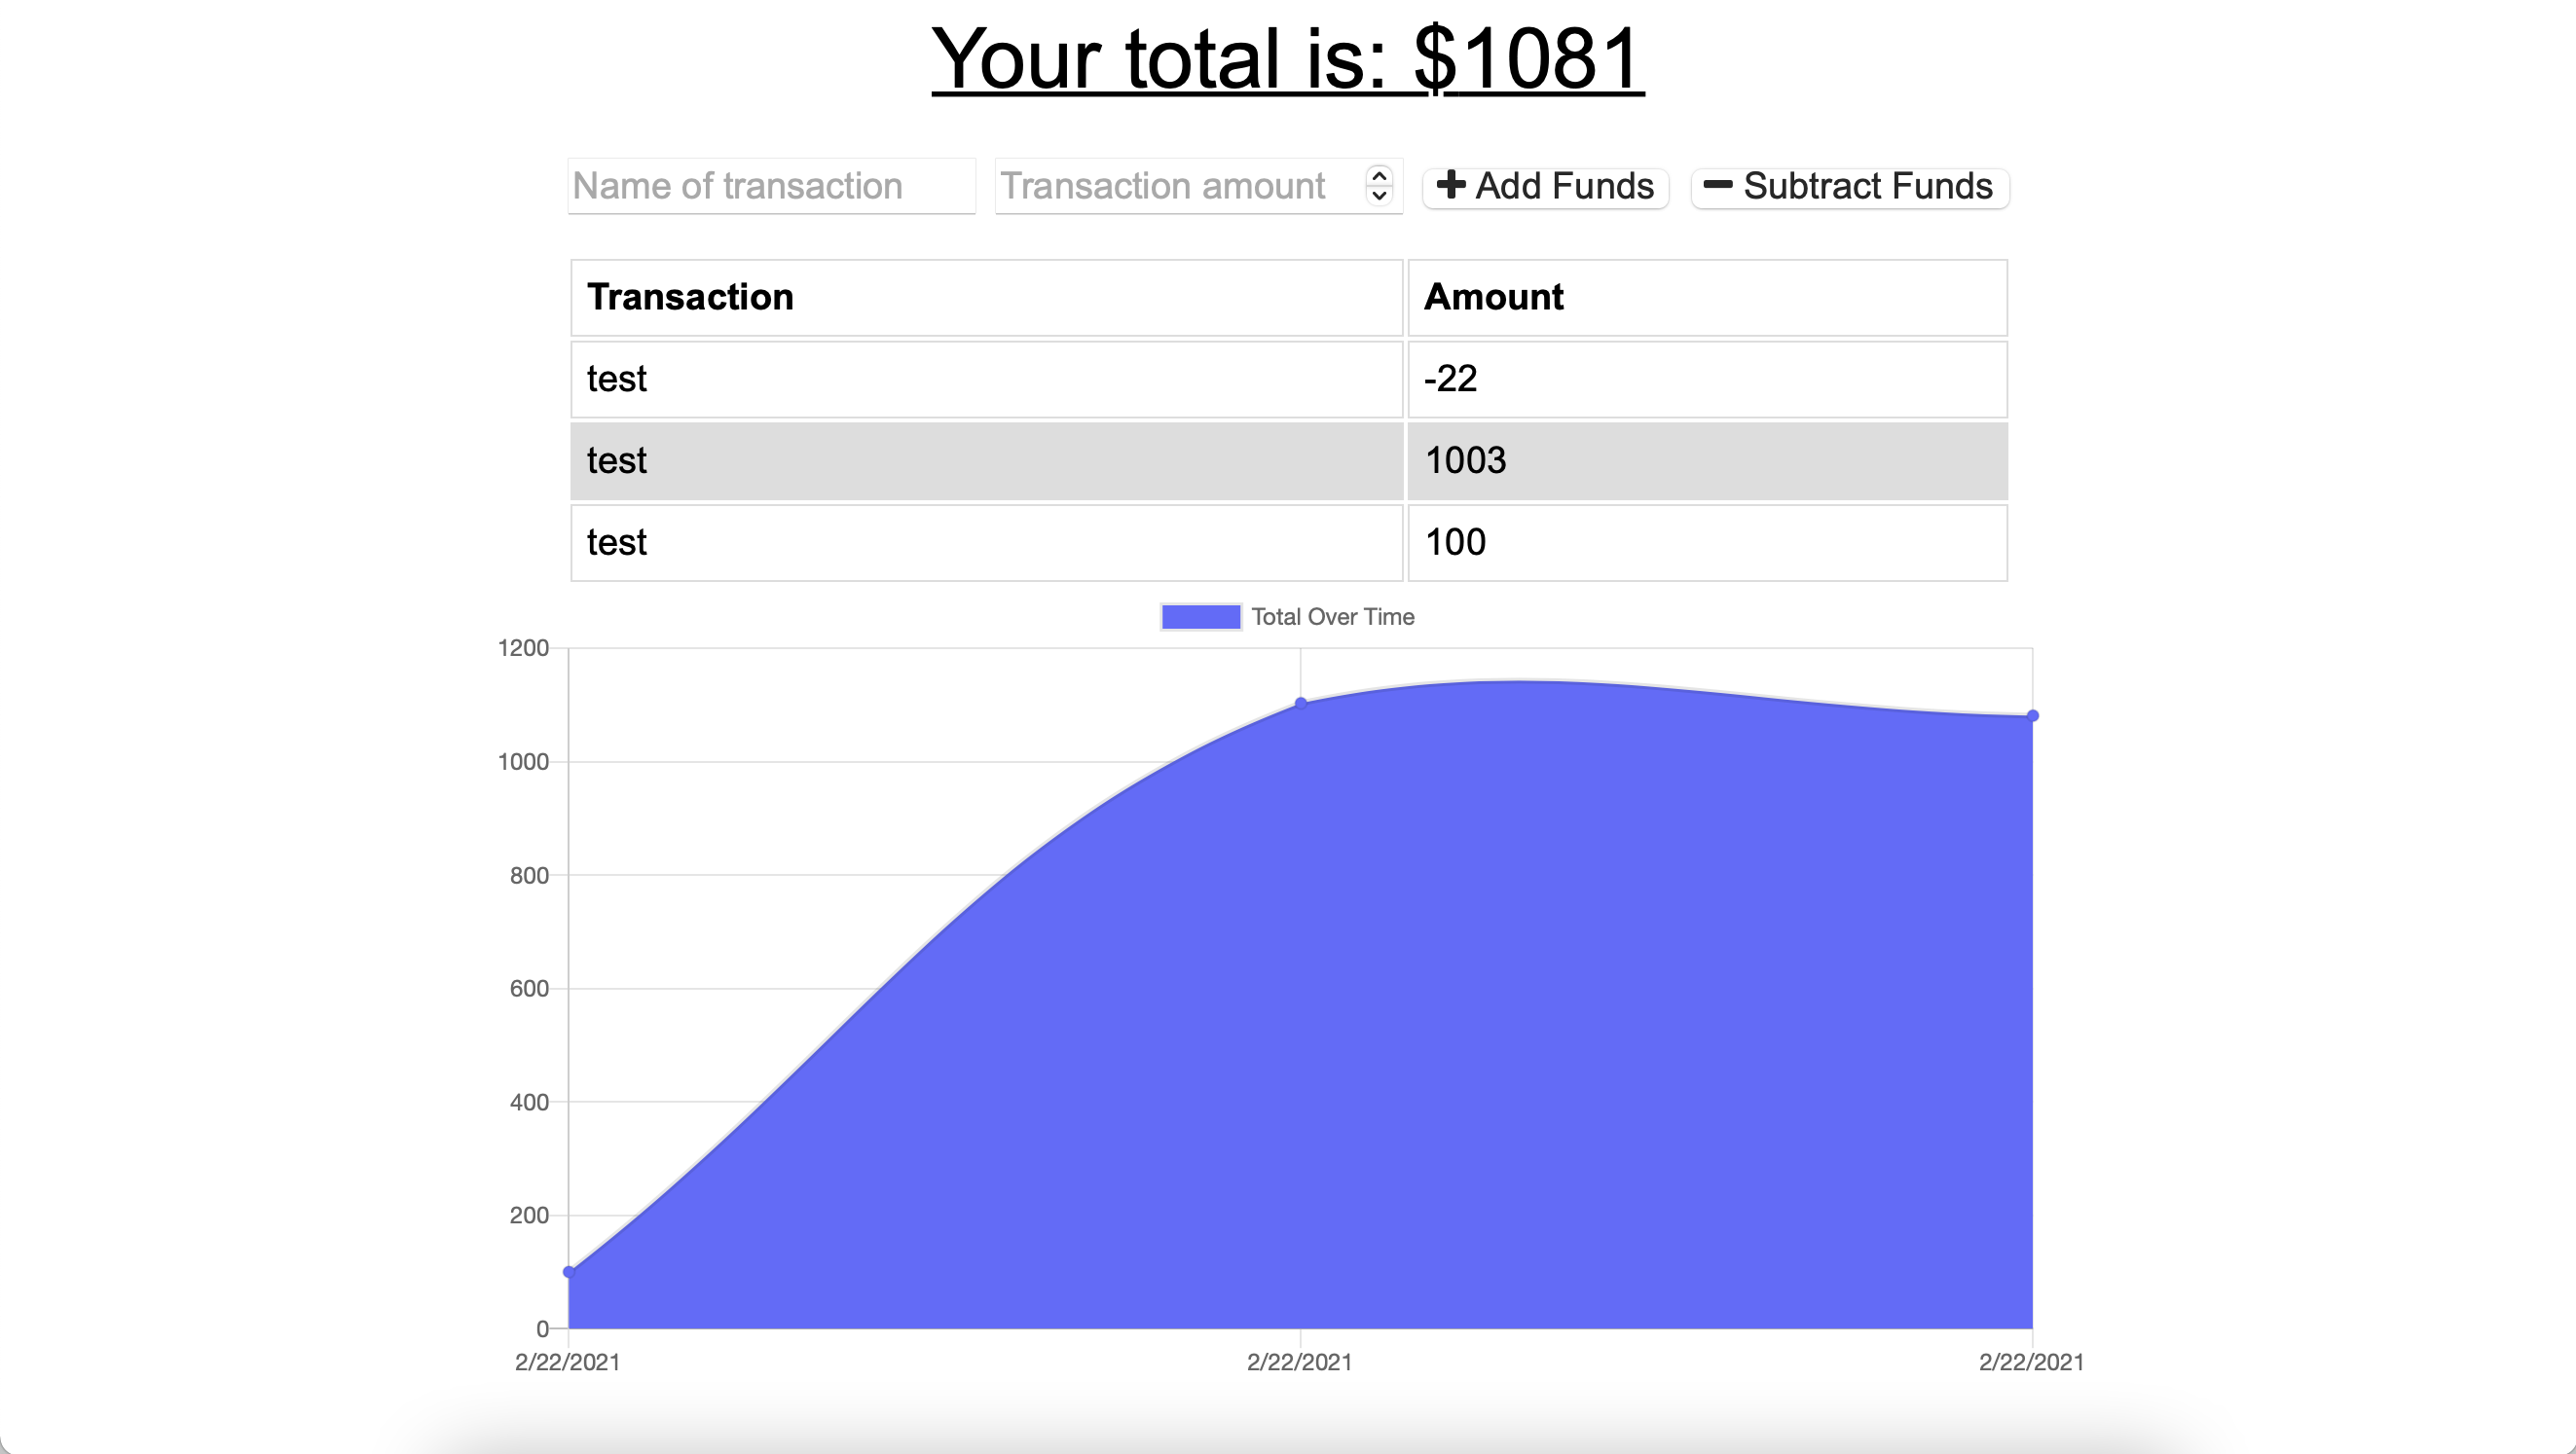 Your total is: $1081
Name of transaction Transaction amount Add Funds Subtract Funds
Transaction Amount
test -22
test 1003
test 100
Total Over Time
1200
1000
800
600
400
200
0
2/22/2021 2/22/2021 2/22/2021